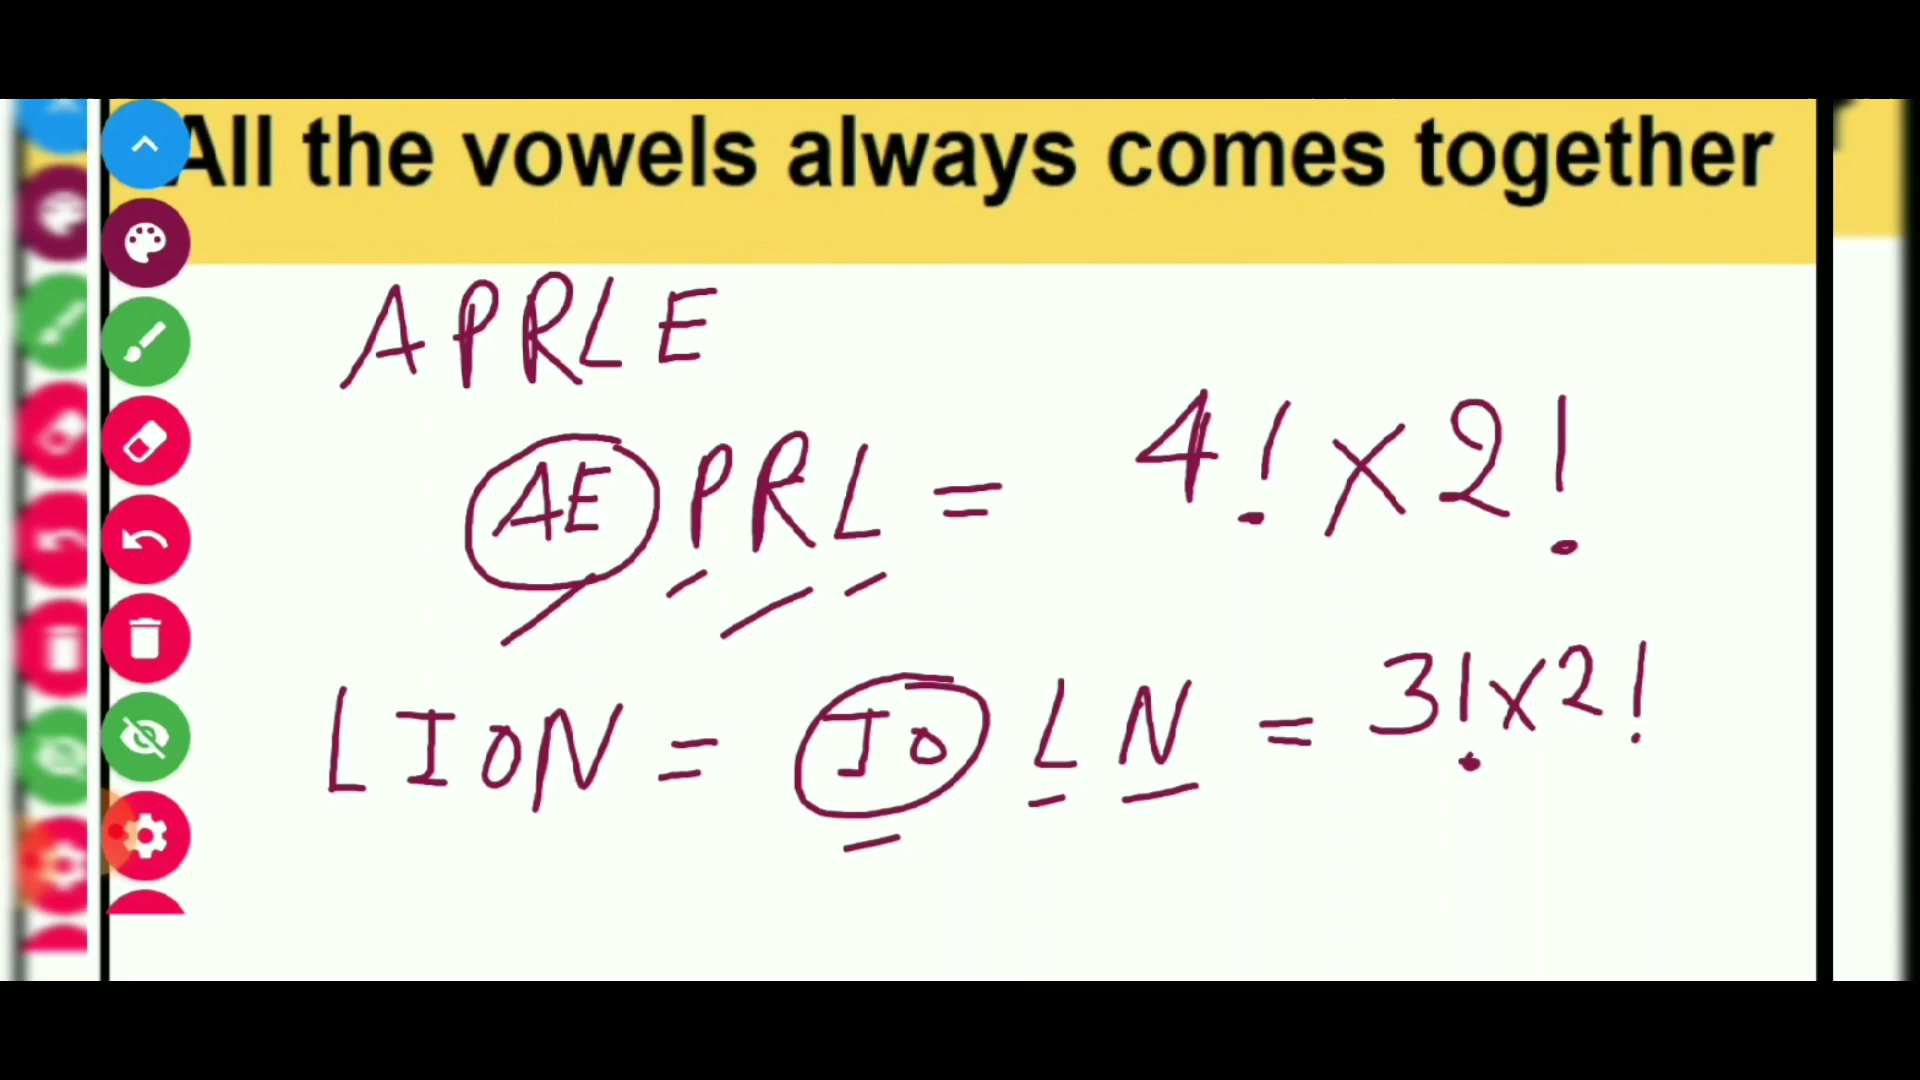 All the vowels always comes together
APRLE
AE PRL = 4! × 2!
LION = IO LN = 3! × 2!